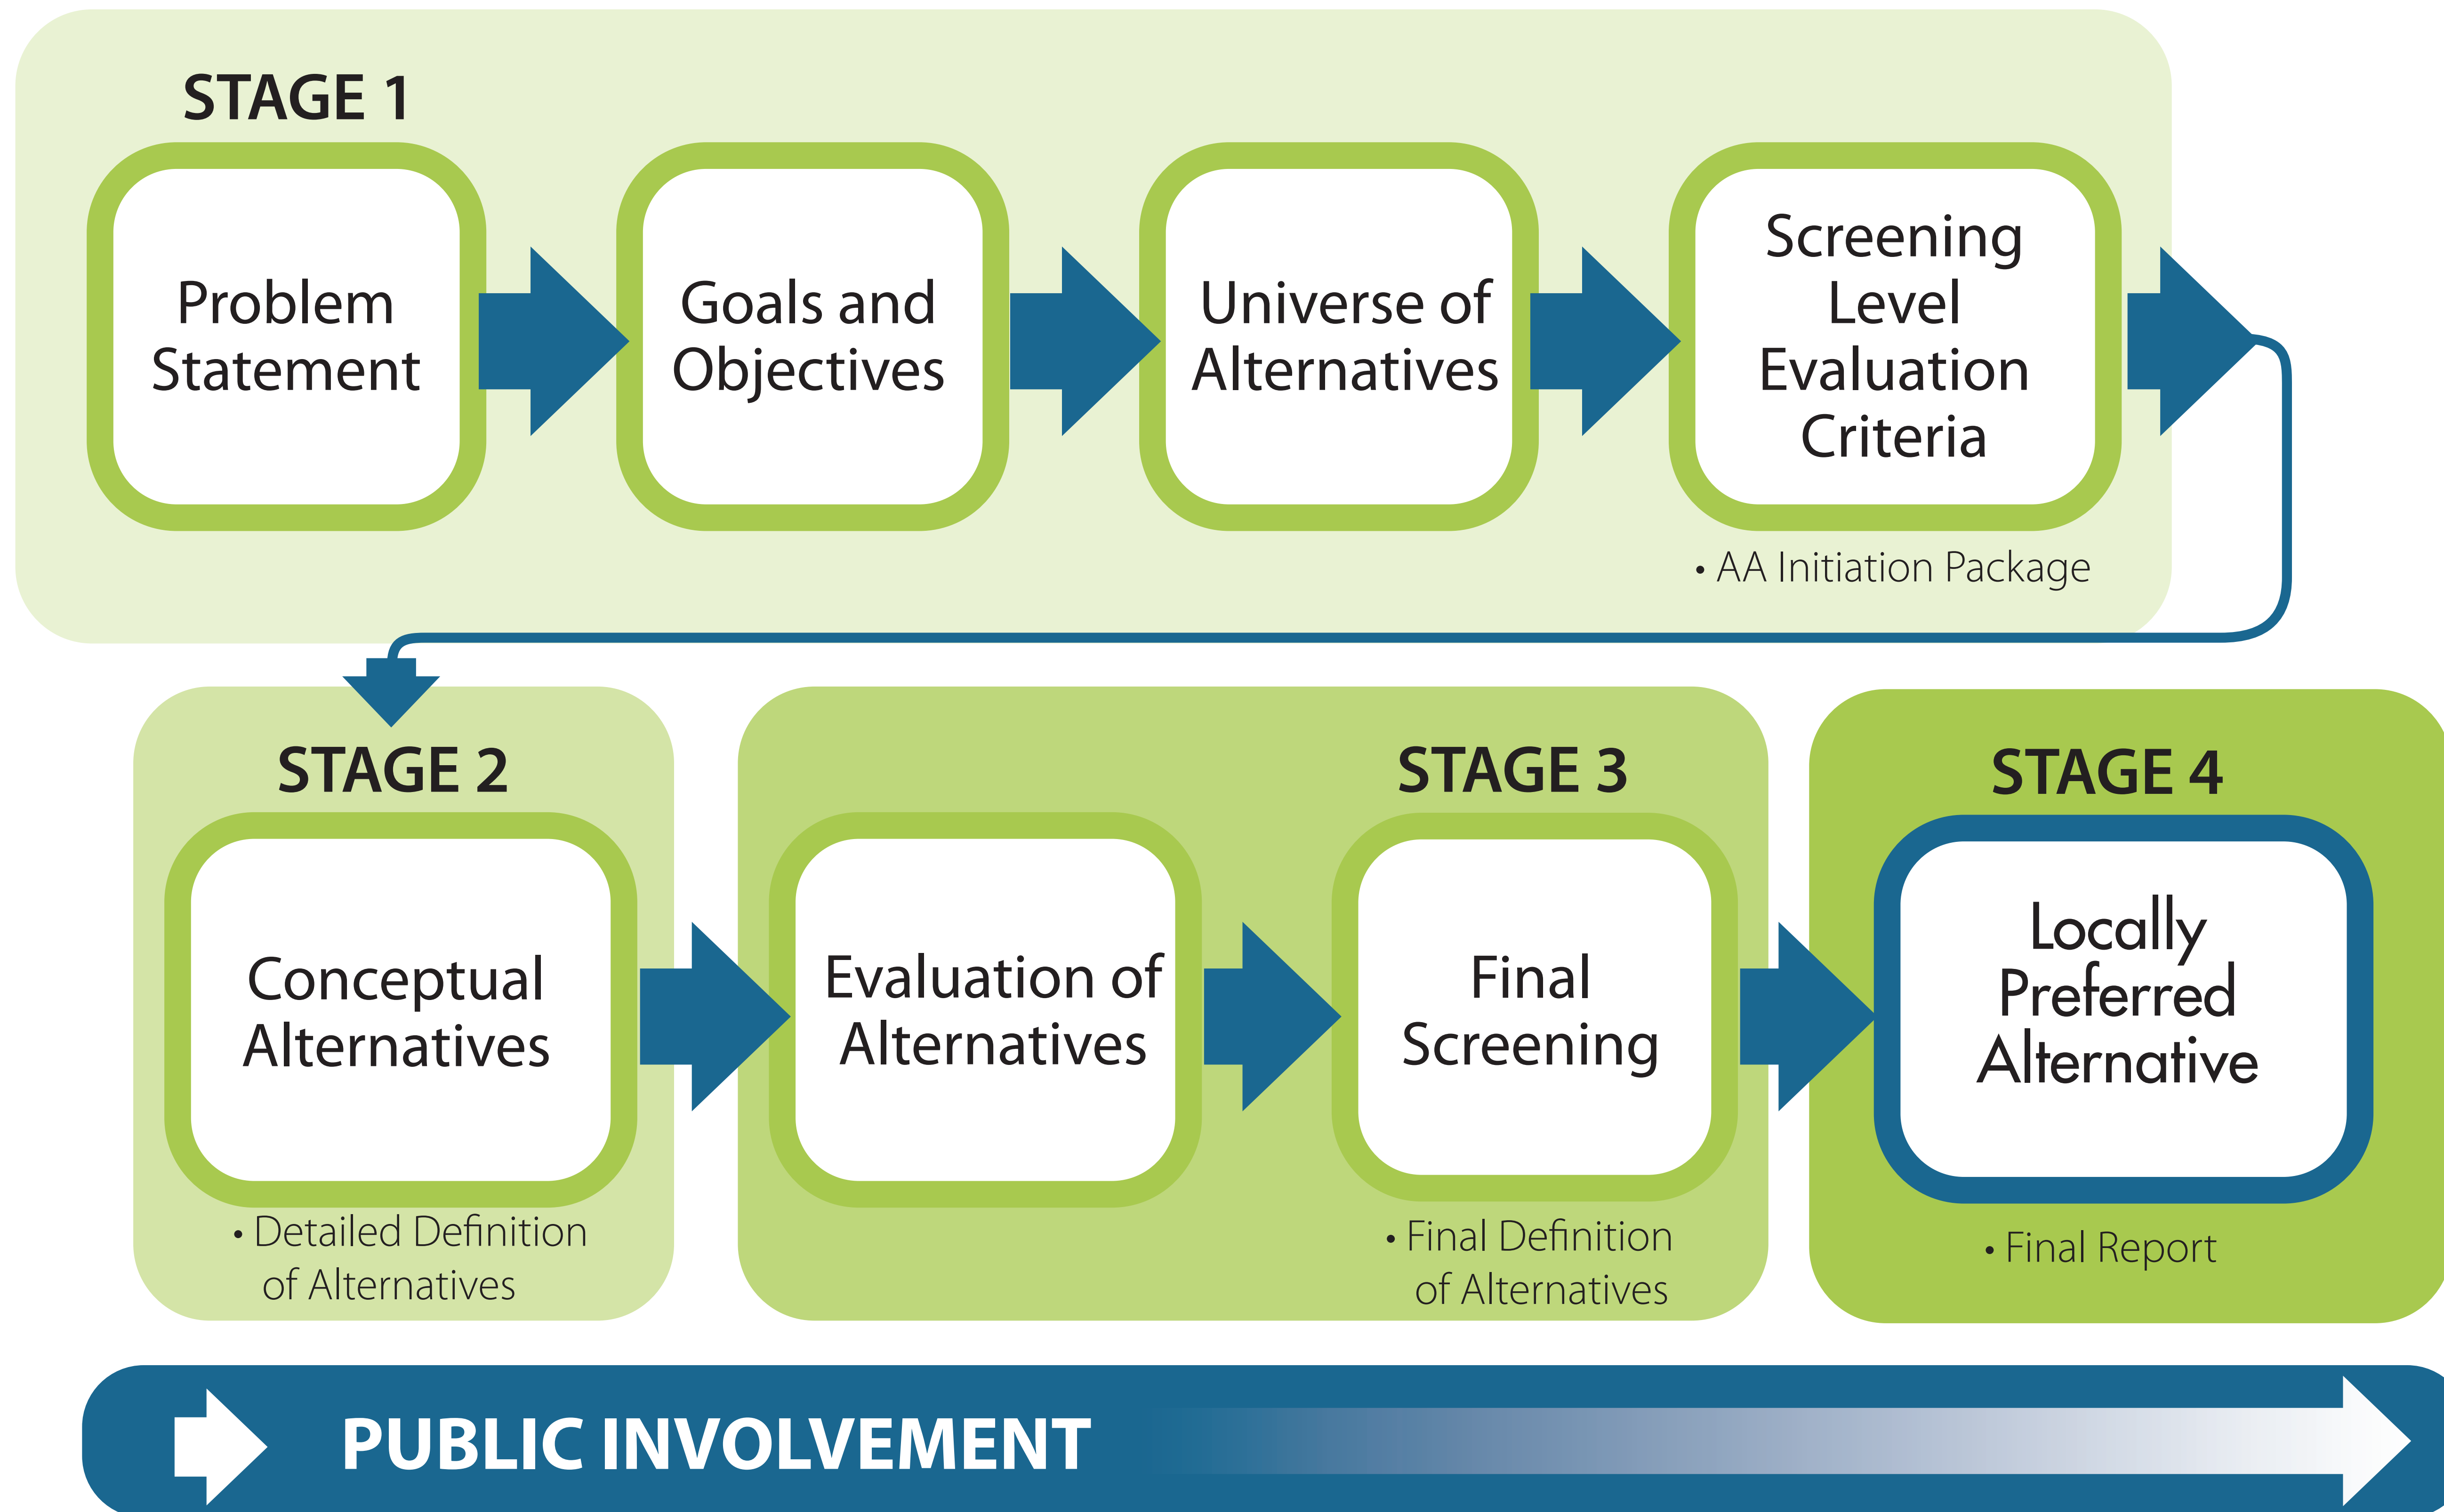 STAGE 1
Problem
Statement
Goals and
Objectives
Universe of
Alternatives
Screening
Level
Evaluation
Criteria
• AA Initiation Package
STAGE 2
Conceptual
Alternatives
• Detailed Definition
of Alternatives
STAGE 3
Evaluation of
Alternatives
Final
Screening
• Final Definition
of Alternatives
STAGE 4
Locally
Preferred
Alternative
• Final Report
PUBLIC INVOLVEMENT